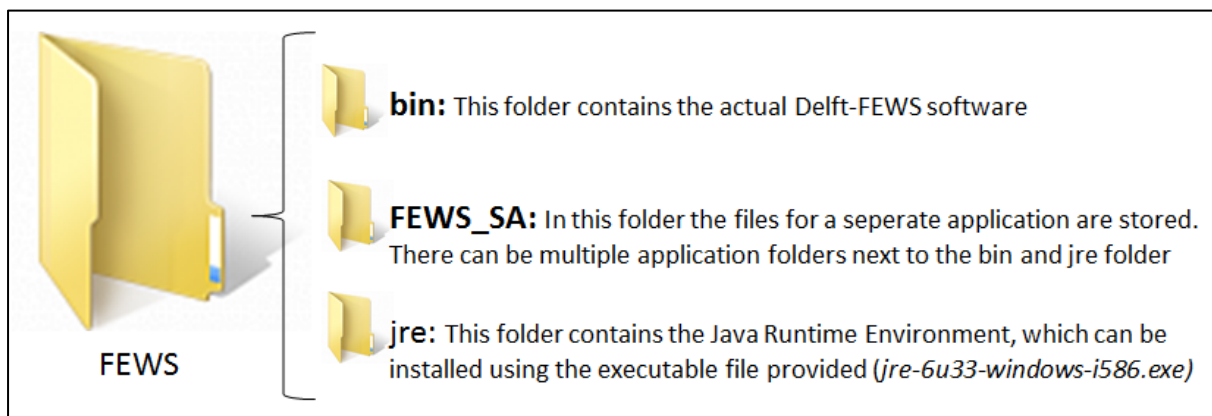 bin: This folder contains the actual Delft-FEWS software
FEWS_SA: In this folder the files for a seperate application are stored.
There can be multiple application folders next to the bin and jre folder
jre: This folder contains the Java Runtime Environment, which can be
installed using the executable file provided (jre-6u33-windows-i586.exe)
FEWS